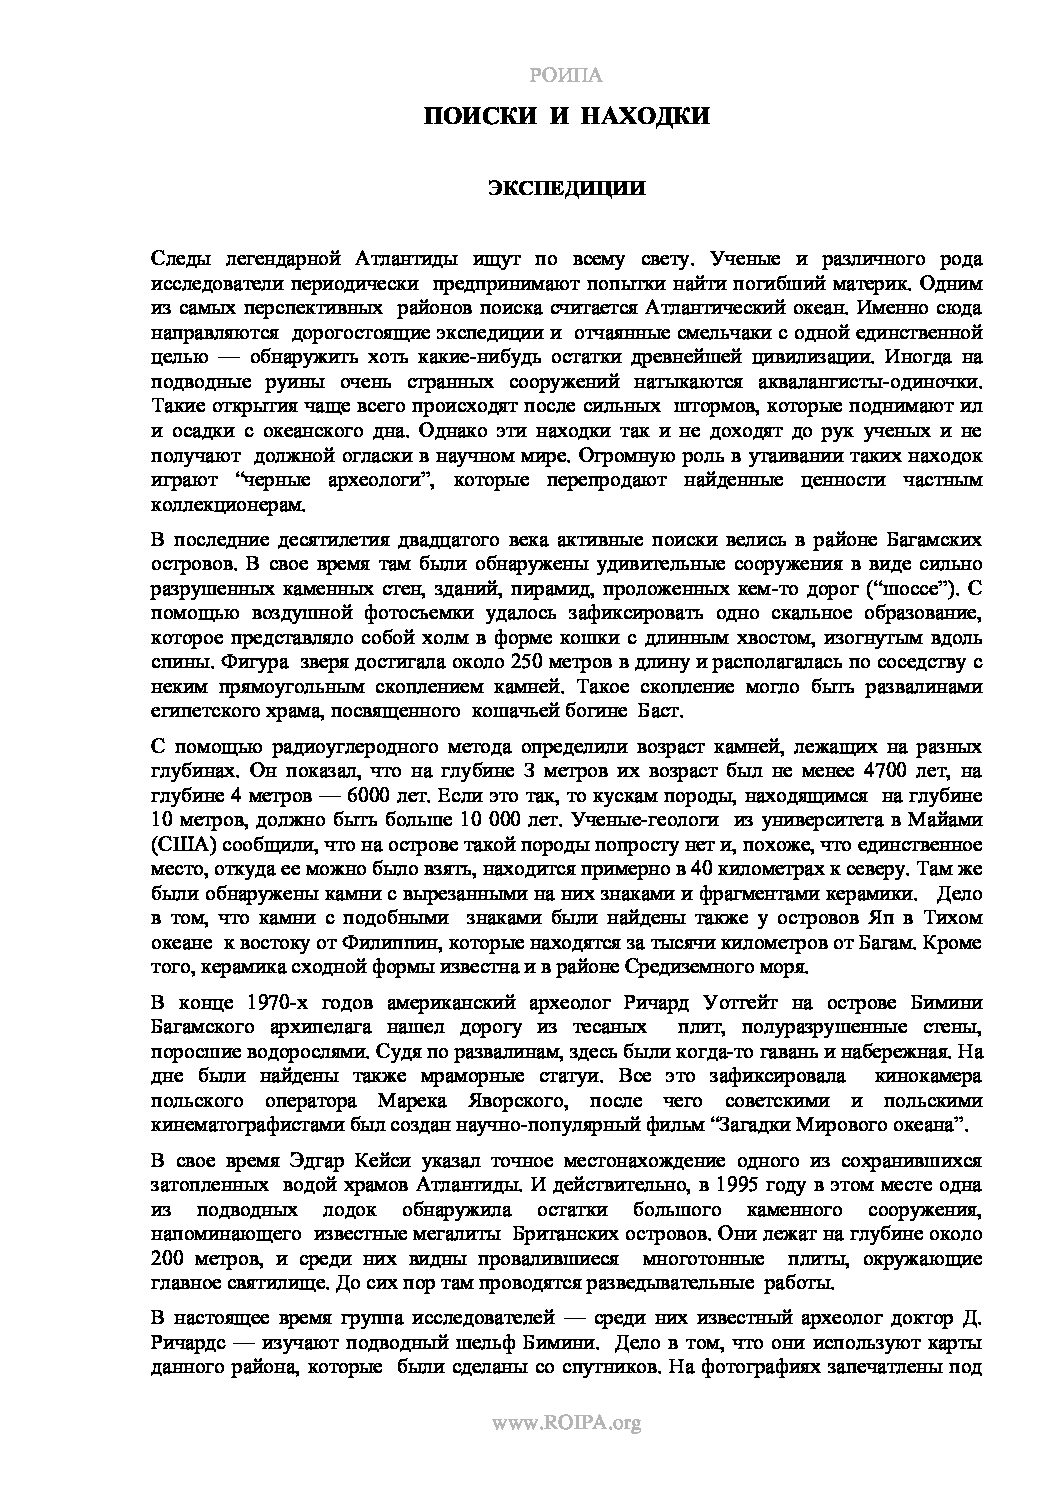 РОИПА
ПОИСКИ И НАХОДКИ
ЭКСПЕДИЦИИ
Следы легендарной Атлантиды ищут по всему свету. Ученые и различного рода
исследователи периодически предпринимают попытки найти погибший материк. Одним
из самых перспективных районов поиска считается Атлантический океан. Именно сюда
направляются дорогостоящие экспедиции и отчаянные смельчаки с одной единственной
целью — обнаружить хоть какие-нибудь остатки древнейшей цивилизации. Иногда на
подводные руины очень странных сооружений натыкаются аквалангисты-одиночки.
Такие открытия чаще всего происходят после сильных штормов, которые поднимают ил
и осадки с океанского дна. Однако эти находки так и не доходят до рук ученых и не
получают должной огласки в научном мире. Огромную роль в утаивании таких находок
играют “черные археологи”, которые перепродают найденные ценности частным
коллекционерам.
В последние десятилетия двадцатого века активные поиски велись в районе Багамских
островов. В свое время там были обнаружены удивительные сооружения в виде сильно
разрушенных каменных стен, зданий, пирамид, проложенных кем-то дорог (“шоссе”). С
помощью воздушной фотосъемки удалось зафиксировать одно скальное образование,
которое представляло собой холм в форме кошки с длинным хвостом, изогнутым вдоль
спины. Фигура зверя достигала около 250 метров в длину и располагалась по соседству с
неким прямоугольным скоплением камней. Такое скопление могло быть развалинами
египетского храма, посвященного кошачьей богине Баст.
С помощью радиоуглеродного метода определили возраст камней, лежащих на разных
глубинах. Он показал, что на глубине 3 метров их возраст был не менее 4700 лет, на
глубине 4 метров — 6000 лет. Если это так, то кускам породы, находящимся на глубине
10 метров, должно быть больше 10 000 лет. Ученые-геологи из университета в Майами
(США) сообщили, что на острове такой породы попросту нет и, похоже, что единственное
место, откуда ее можно было взять, находится примерно в 40 километрах к северу. Там же
были обнаружены камни с вырезанными на них знаками и фрагментами керамики. Дело
в том, что камни с подобными знаками были найдены также у островов Яп в Тихом
океане к востоку от Филиппин, которые находятся за тысячи километров от Багам. Кроме
того, керамика сходной формы известна и в районе Средиземного моря.
В конце 1970-х годов американский археолог Ричард Уотгейт на острове Бимини
Багамского архипелага нашел дорогу из тесаных плит, полуразрушенные стены,
поросшие водорослями. Судя по развалинам, здесь были когда-то гавань и набережная. На
дне были найдены также мраморные статуи. Все это зафиксировала кинокамера
польского оператора Марека Яворского, после чего советскими и польскими
кинематографистами был создан научно-популярный фильм “Загадки Мирового океана”.
В свое время Эдгар Кейси указал точное местонахождение одного из сохранившихся
затопленных водой храмов Атлантиды. И действительно, в 1995 году в этом месте одна
из подводных лодок обнаружила остатки большого каменного сооружения,
напоминающего известные мегалиты Британских островов. Они лежат на глубине около
200 метров, и среди них видны провалившиеся многотонные плиты, окружающие
главное святилище. До сих пор там проводятся разведывательные работы.
В настоящее время группа исследователей — среди них известный археолог доктор Д.
Ричардс — изучают подводный шельф Бимини. Дело в том, что они используют карты
данного района, которые были сделаны со спутников. На фотографиях запечатлены под
www.ROIPA.org